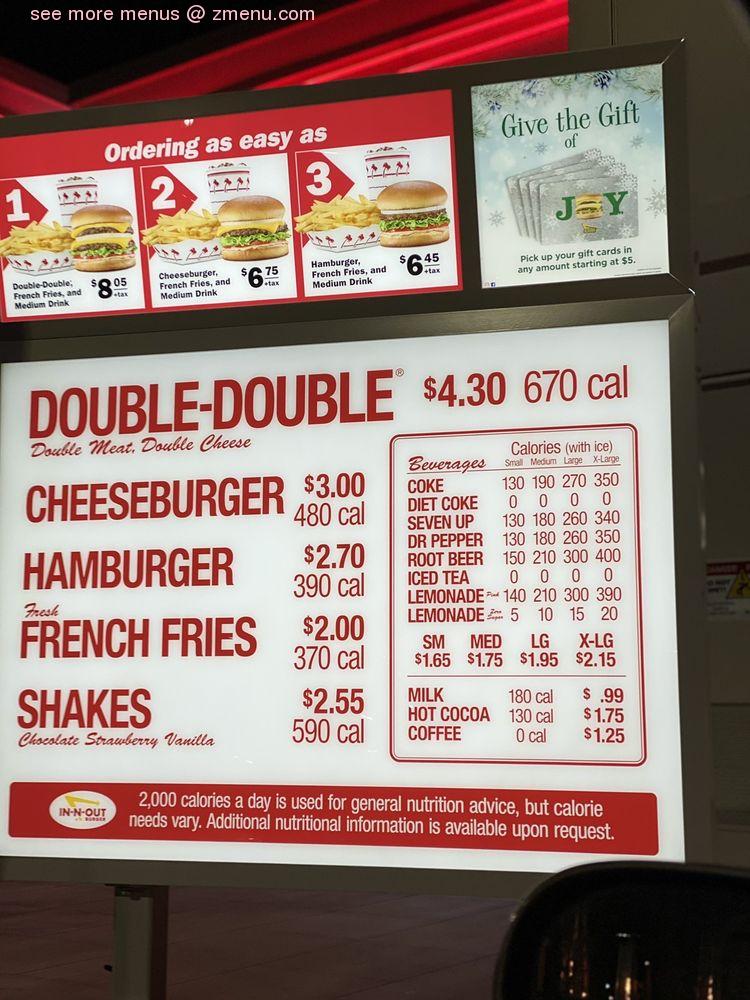 see more menus @ zmenu.com
Ordering as easy as
1
Double-Double,
French Fries, and
Medium Drink
$8.05
+tax
2
Cheeseburger,
French Fries, and
Medium Drink
$6.75
+tax
3
Hamburger,
French Fries, and
Medium Drink
$6.45
+tax
Give the Gift
of
JOY
Pick up your gift cards in
any amount starting at $5.
DOUBLE-DOUBLE® $4.30 670 cal
Double Meat, Double Cheese
CHEESEBURGER $3.00
480 cal
HAMBURGER $2.70
390 cal
Fresh
FRENCH FRIES $2.00
370 cal
SHAKES $2.55
Chocolate Strawberry Vanilla 590 cal
Calories (with ice)
Beverages Small Medium Large X-Large
COKE 130 190 270 350
DIET COKE 0 0 0 0
SEVEN UP 130 180 260 340
DR PEPPER 130 180 260 350
ROOT BEER 150 210 300 400
ICED TEA 0 0 0 0
LEMONADE Pink 140 210 300 390
LEMONADE Zero Sugar 5 10 15 20
SM MED LG X-LG
$1.65 $1.75 $1.95 $2.15
MILK 180 cal $ .99
HOT COCOA 130 cal $1.75
COFFEE 0 cal $1.25
IN-N-OUT
BURGER
2,000 calories a day is used for general nutrition advice, but calorie
needs vary. Additional nutritional information is available upon request.